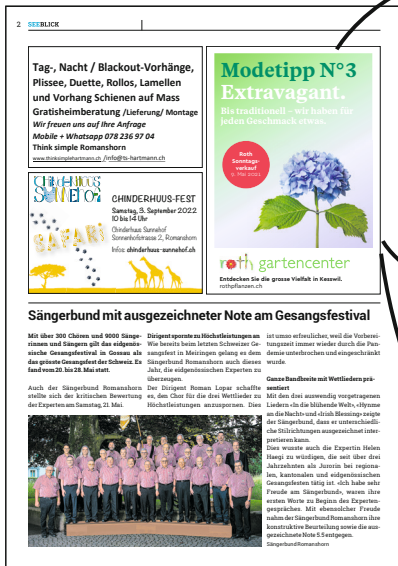 2 SEEBLICK
Tag-, Nacht / Blackout-Vorhänge,
Plissee, Duette, Rollos, Lamellen
und Vorhang Schienen auf Mass
Gratisheimberatung /Lieferung/ Montage
Wir freuen uns auf Ihre Anfrage
Mobile + Whatsapp 078 236 97 04
Think simple Romanshorn
www.thinksimplehartmann.ch /info@ts-hartmann.ch
CHINDERHUUS
SUNNEHOF
SAFARI
CHINDERHUUS-FEST
Samstag, 3. September 2022
10 bis 14 Uhr
Chinderhuus Sunnehof
Sonnenhofstrasse 2, Romanshorn
Infos: chinderhuus-sunnehof.ch
Modetipp N°3
Extravagant.
Bis traditionell – wir haben für
jeden Geschmack etwas.
Roth
Sonntags-
verkauf
9. Mai 2021
roth gartencenter
Entdecken Sie die grosse Vielfalt in Kesswil.
rothpflanzen.ch
Sängerbund mit ausgezeichneter Note am Gesangsfestival
Mit über 300 Chören und 9000 Sänge-
rinnen und Sängern gilt das eidgenös-
sische Gesangsfestival in Gossau als
das grösste Gesangsfest der Schweiz. Es
fand vom 20. bis 28. Mai statt.
Auch der Sängerbund Romanshorn
stellte sich der kritischen Bewertung
der Experten am Samstag, 21. Mai.
Dirigent spornte zu Höchstleistungen an
Wie bereits beim letzten Schweizer Ge-
sangsfest in Meiringen gelang es dem
Sängerbund Romanshorn auch dieses
Jahr, die eidgenössischen Experten zu
überzeugen.
Der Dirigent Roman Lopar schaffte
es, den Chor für die drei Wettlieder zu
Höchstleistungen anzuspornen. Dies
ist umso erfreulicher, weil die Vorberei-
tungszeit immer wieder durch die Pan-
demie unterbrochen und eingeschränkt
wurde.
Ganze Bandbreite mit Wettliedern prä-
sentiert
Mit den drei auswendig vorgetragenen
Liedern «In die blühende Welt», «Hymne
an die Nacht» und «Irish Blessing» zeigte
der Sängerbund, dass er unterschiedli-
che Stilrichtungen ausgezeichnet inter-
pretieren kann.
Dies wusste auch die Expertin Helen
Haegi zu würdigen, die seit über drei
Jahrzehnten als Jurorin bei regiona-
len, kantonalen und eidgenössischen
Gesangsfesten tätig ist. «Ich habe sehr
Freude am Sängerbund», waren ihre
ersten Worte zu Beginn des Experten-
gespräches. Mit ebensolcher Freude
nahm der Sängerbund Romanshorn ihre
konstruktive Beurteilung sowie die aus-
gezeichnete Note 5.5 entgegen.
Sängerbund Romanshorn